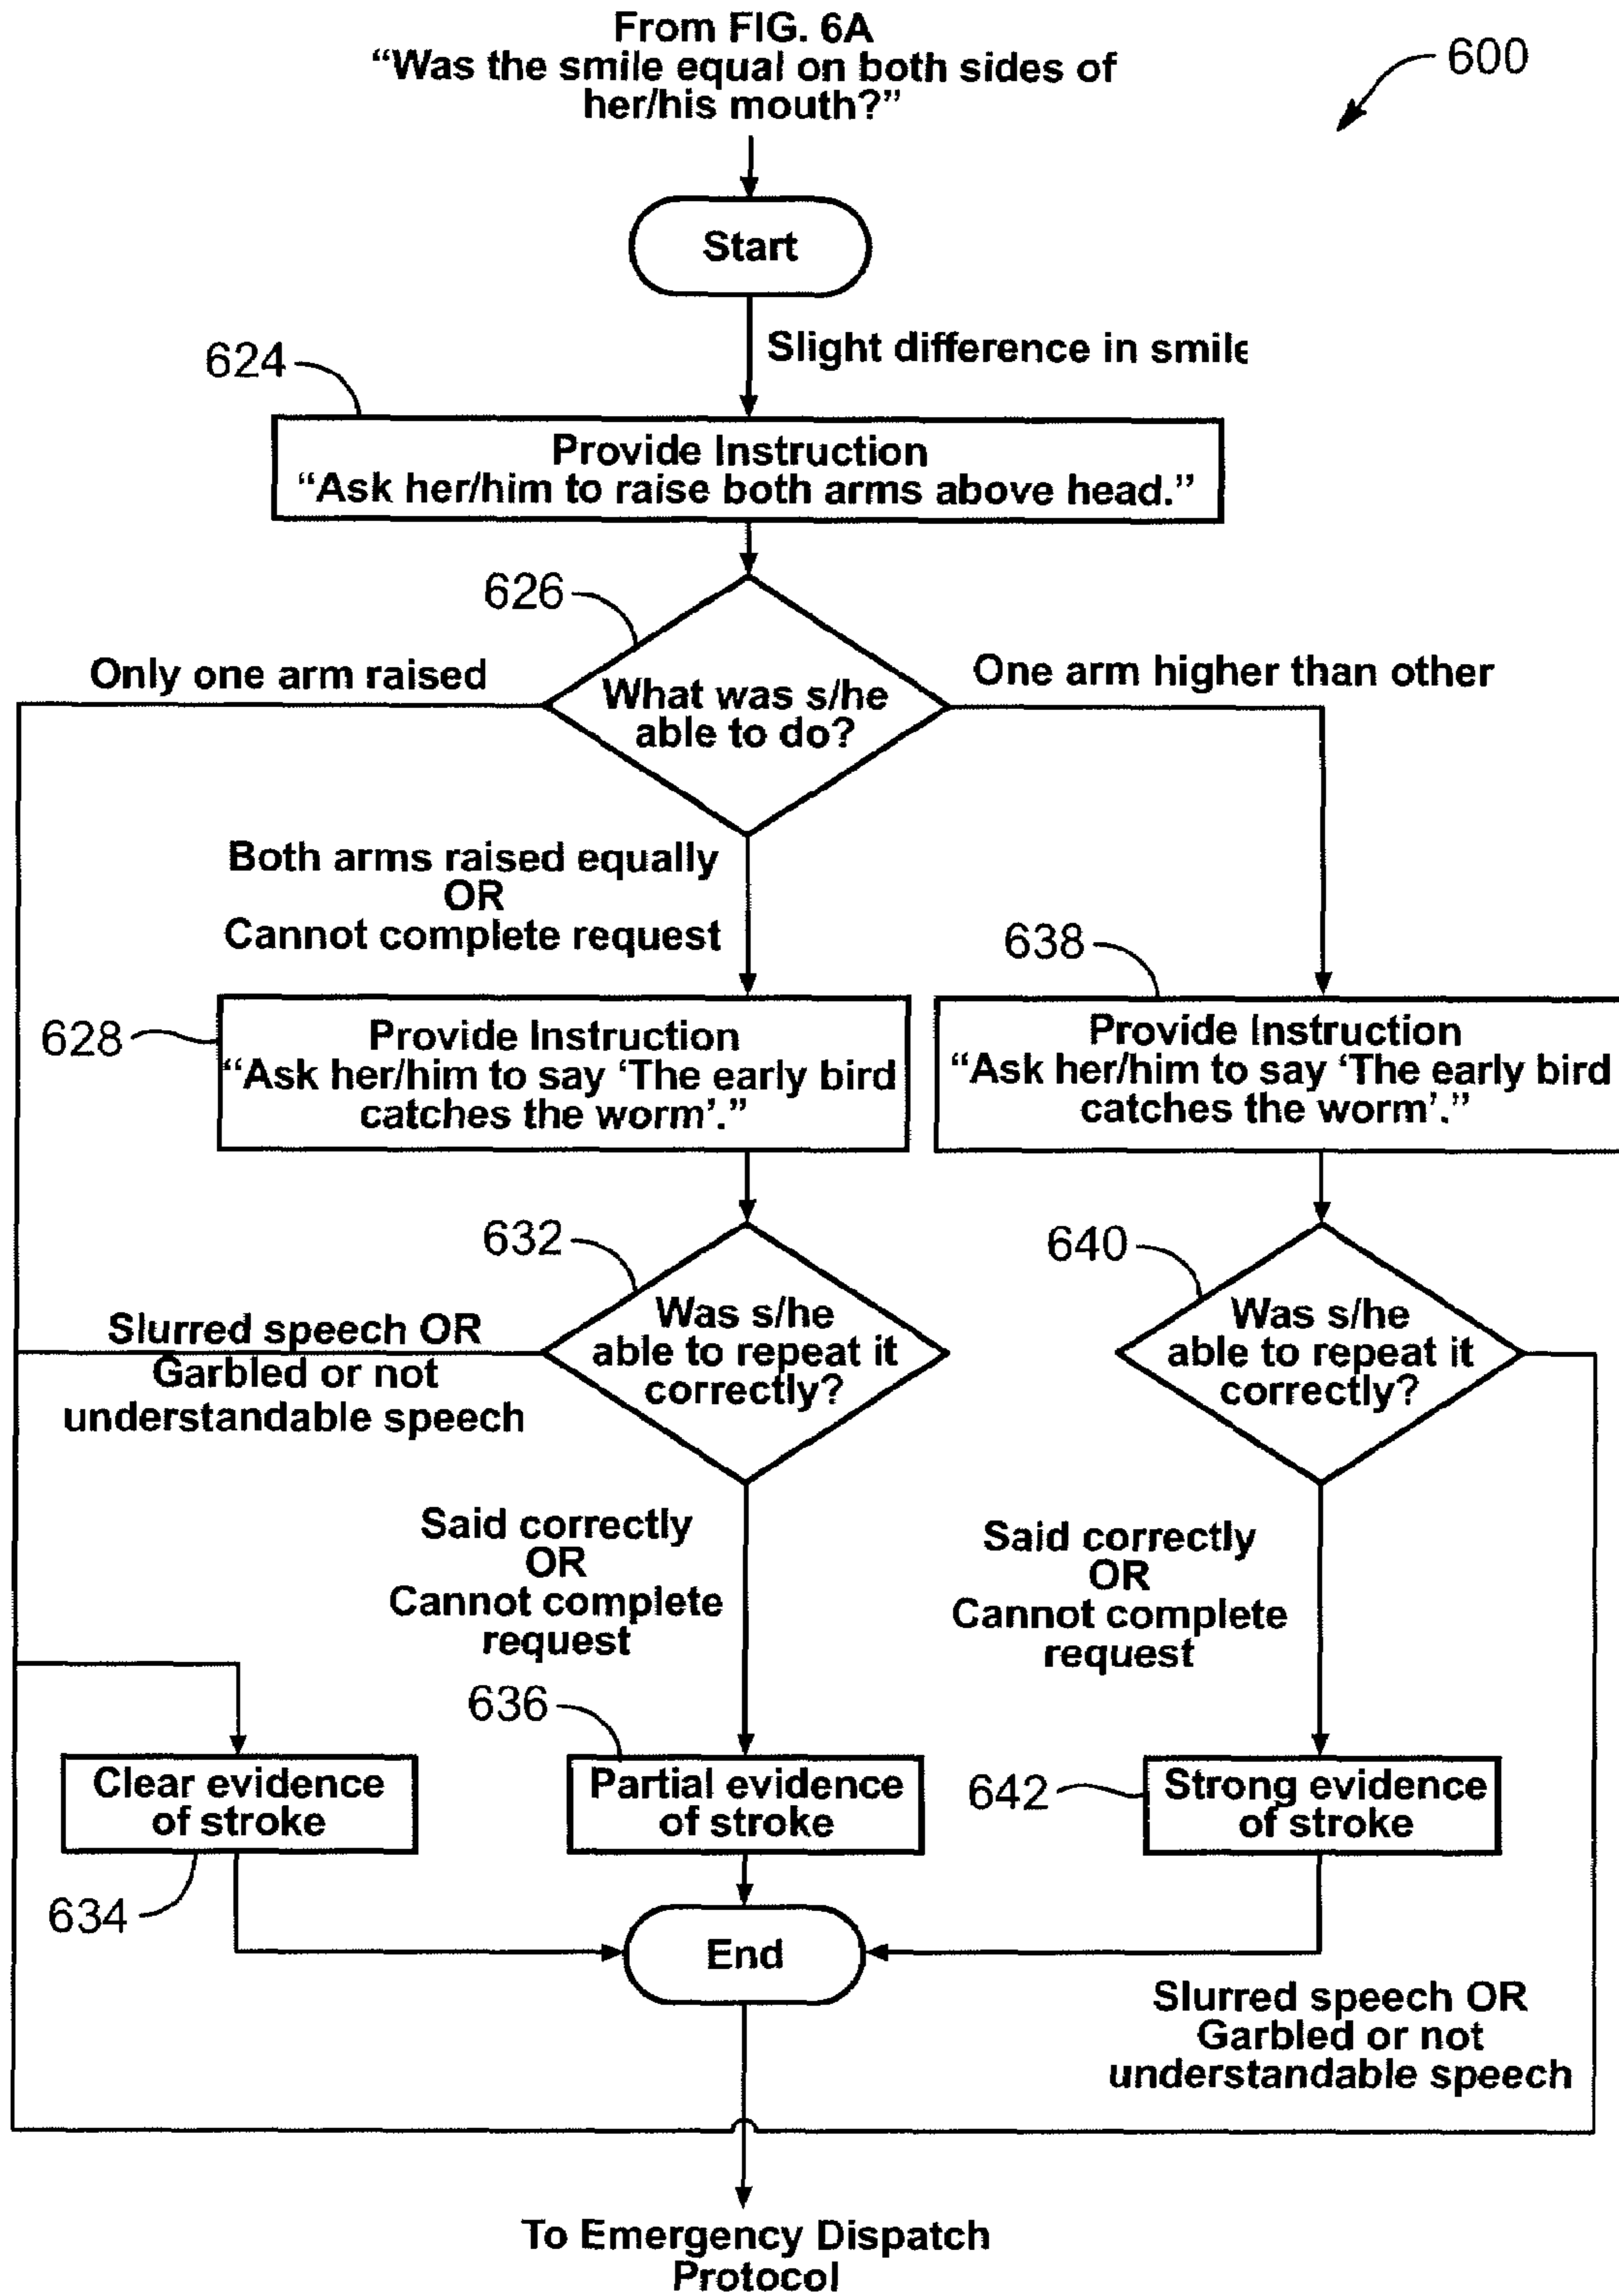 From FIG. 6A
“Was the smile equal on both sides of
her/his mouth?”
600
Start
Slight difference in smile
624
Provide Instruction
“Ask her/him to raise both arms above head.”
626
Only one arm raised
What was s/he
able to do?
One arm higher than other
Both arms raised equally
OR
Cannot complete request
628
Provide Instruction
“Ask her/him to say ‘The early bird
catches the worm’.”
638
Provide Instruction
“Ask her/him to say ‘The early bird
catches the worm’.”
632
Was s/he
able to repeat it
correctly?
Slurred speech OR
Garbled or not
understandable speech
640
Was s/he
able to repeat it
correctly?
Said correctly
OR
Cannot complete
request
Said correctly
OR
Cannot complete
request
Clear evidence
of stroke
634
636
Partial evidence
of stroke
642
Strong evidence
of stroke
End
Slurred speech OR
Garbled or not
understandable speech
To Emergency Dispatch
Protocol